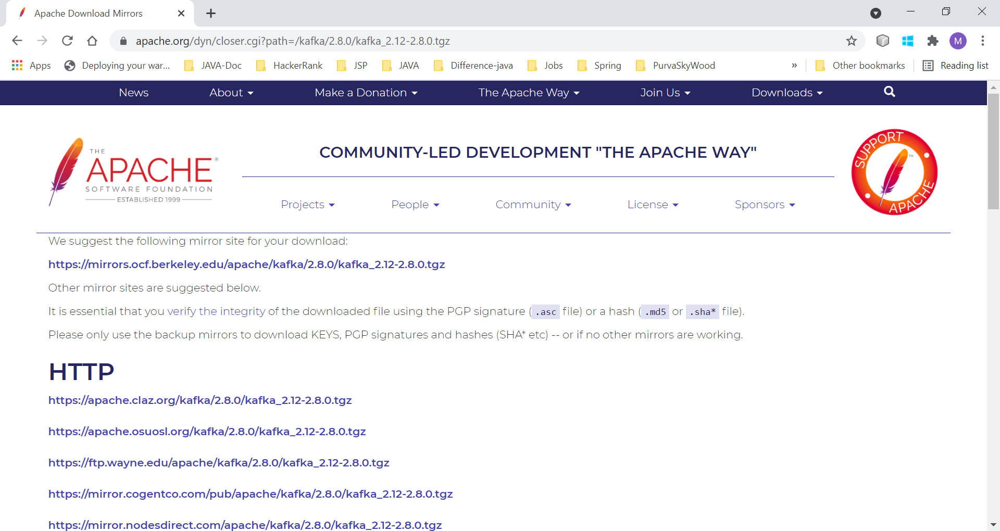 Apache Download Mirrors
apache.org/dyn/closer.cgi?path=/kafka/2.8.0/kafka_2.12-2.8.0.tgz
M
Apps
Deploying your war...
JAVA-Doc
HackerRank
JSP
JAVA
Difference-java
Jobs
Spring
PurvaSkyWood
»
Other bookmarks
Reading list
News
About
Make a Donation
The Apache Way
Join Us
Downloads
THE
APACHE®
SOFTWARE FOUNDATION
ESTABLISHED 1999
COMMUNITY-LED DEVELOPMENT "THE APACHE WAY"
Projects
People
Community
License
Sponsors
SUPPORT
TM
APACHE
We suggest the following mirror site for your download:
https://mirrors.ocf.berkeley.edu/apache/kafka/2.8.0/kafka_2.12-2.8.0.tgz
Other mirror sites are suggested below.
It is essential that you verify the integrity of the downloaded file using the PGP signature ( .asc file) or a hash ( .md5 or .sha* file).
Please only use the backup mirrors to download KEYS, PGP signatures and hashes (SHA* etc) -- or if no other mirrors are working.
HTTP
https://apache.claz.org/kafka/2.8.0/kafka_2.12-2.8.0.tgz
https://apache.osuosl.org/kafka/2.8.0/kafka_2.12-2.8.0.tgz
https://ftp.wayne.edu/apache/kafka/2.8.0/kafka_2.12-2.8.0.tgz
https://mirror.cogentco.com/pub/apache/kafka/2.8.0/kafka_2.12-2.8.0.tgz
https://mirror.nodesdirect.com/apache/kafka/2.8.0/kafka_2.12-2.8.0.tgz